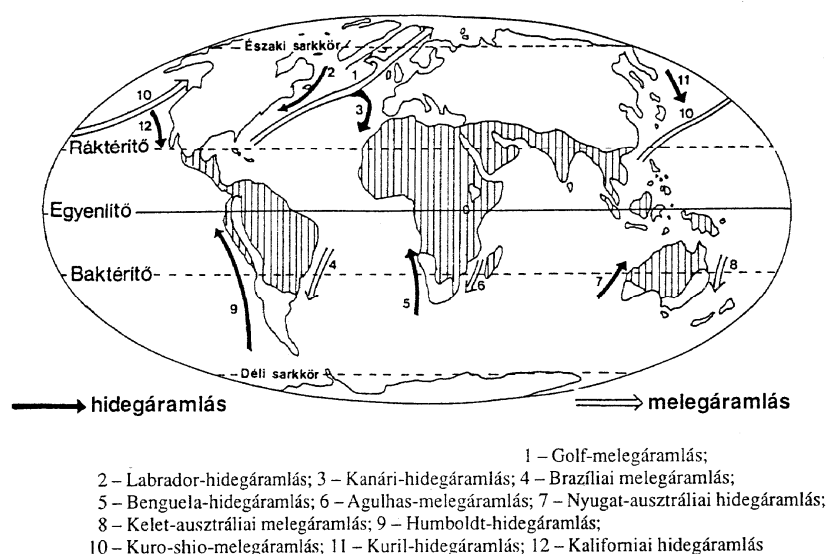 Északi sarkkör
2
1
11
10
3
10
12
Ráktérítő
Egyenlítő
Baktérítő
4
8
7
6
5
9
Déli sarkkör
hidegáramlás
melegáramlás
1 – Golf-melegáramlás;
2 – Labrador-hidegáramlás; 3 – Kanári-hidegáramlás; 4 – Brazíliai melegáramlás;
5 – Benguela-hidegáramlás; 6 – Agulhas-melegáramlás; 7 – Nyugat-ausztráliai hidegáramlás;
8 – Kelet-ausztráliai melegáramlás; 9 – Humboldt-hidegáramlás;
10 – Kuro-shio-melegáramlás; 11 – Kuril-hidegáramlás; 12 – Kaliforniai hidegáramlás